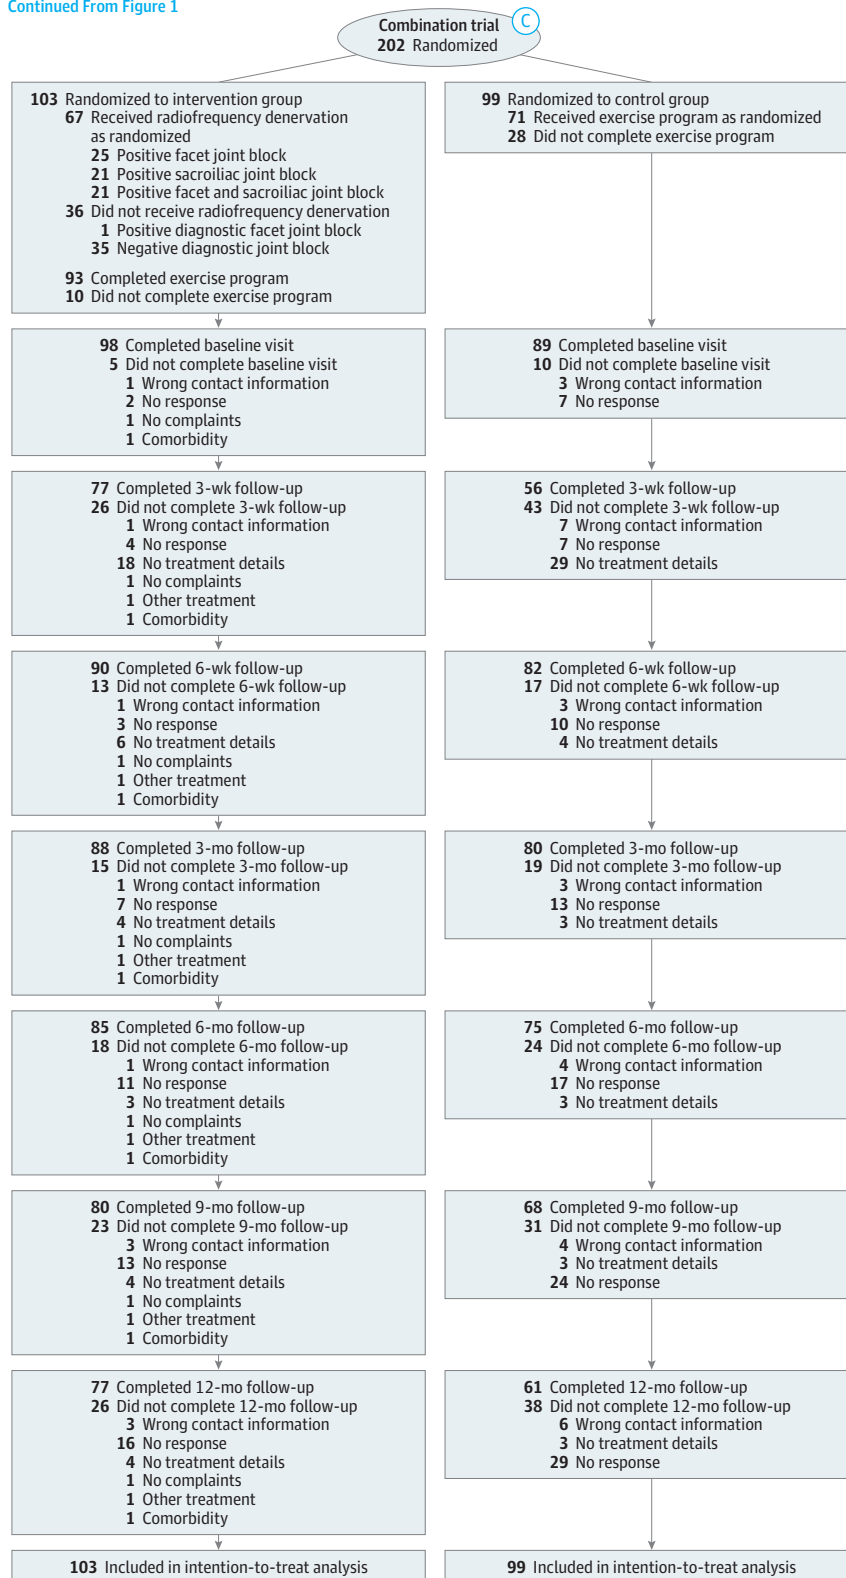 Continued From Figure 1
Combination trial
C
202 Randomized
103 Randomized to intervention group
67 Received radiofrequency denervation
as randomized
25 Positive facet joint block
21 Positive sacroiliac joint block
21 Positive facet and sacroiliac joint block
36 Did not receive radiofrequency denervation
1 Positive diagnostic facet joint block
35 Negative diagnostic joint block
93 Completed exercise program
10 Did not complete exercise program
99 Randomized to control group
71 Received exercise program as randomized
28 Did not complete exercise program
98 Completed baseline visit
5 Did not complete baseline visit
1 Wrong contact information
2 No response
1 No complaints
1 Comorbidity
89 Completed baseline visit
10 Did not complete baseline visit
3 Wrong contact information
7 No response
77 Completed 3-wk follow-up
26 Did not complete 3-wk follow-up
1 Wrong contact information
4 No response
18 No treatment details
1 No complaints
1 Other treatment
1 Comorbidity
56 Completed 3-wk follow-up
43 Did not complete 3-wk follow-up
7 Wrong contact information
7 No response
29 No treatment details
90 Completed 6-wk follow-up
13 Did not complete 6-wk follow-up
1 Wrong contact information
3 No response
6 No treatment details
1 No complaints
1 Other treatment
1 Comorbidity
82 Completed 6-wk follow-up
17 Did not complete 6-wk follow-up
3 Wrong contact information
10 No response
4 No treatment details
88 Completed 3-mo follow-up
15 Did not complete 3-mo follow-up
1 Wrong contact information
7 No response
4 No treatment details
1 No complaints
1 Other treatment
1 Comorbidity
80 Completed 3-mo follow-up
19 Did not complete 3-mo follow-up
3 Wrong contact information
13 No response
3 No treatment details
85 Completed 6-mo follow-up
18 Did not complete 6-mo follow-up
1 Wrong contact information
11 No response
3 No treatment details
1 No complaints
1 Other treatment
1 Comorbidity
75 Completed 6-mo follow-up
24 Did not complete 6-mo follow-up
4 Wrong contact information
17 No response
3 No treatment details
80 Completed 9-mo follow-up
23 Did not complete 9-mo follow-up
3 Wrong contact information
13 No response
4 No treatment details
1 No complaints
1 Other treatment
1 Comorbidity
68 Completed 9-mo follow-up
31 Did not complete 9-mo follow-up
4 Wrong contact information
3 No treatment details
24 No response
77 Completed 12-mo follow-up
26 Did not complete 12-mo follow-up
3 Wrong contact information
16 No response
4 No treatment details
1 No complaints
1 Other treatment
1 Comorbidity
61 Completed 12-mo follow-up
38 Did not complete 12-mo follow-up
6 Wrong contact information
3 No treatment details
29 No response
103 Included in intention-to-treat analysis
99 Included in intention-to-treat analysis